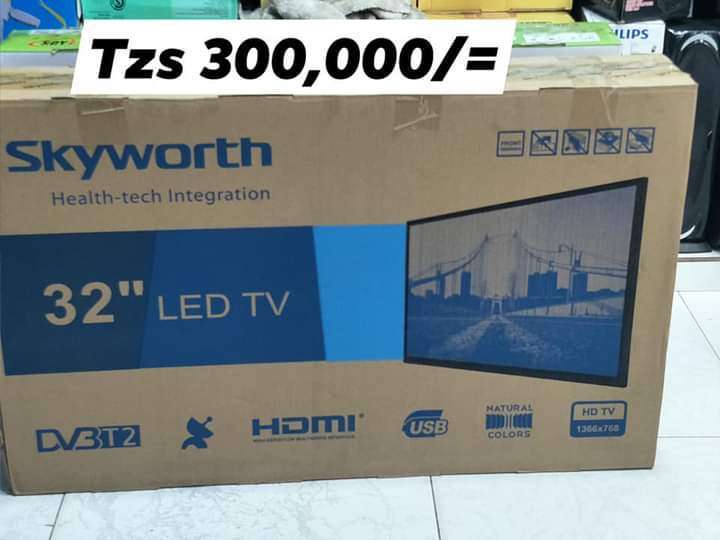 Tzs 300,000/=
ILIPS
Skyworth
Health-tech Integration
32" LED TV
DVB T2
HDMI
USB
NATURAL
COLORS
HD TV
1366x768